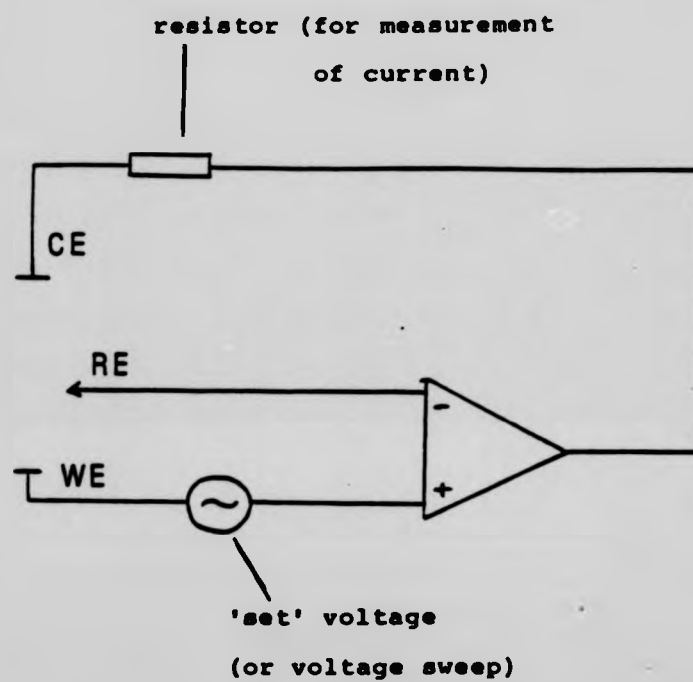 resistor (for measurement
of current)
CE
RE
-
WE
+
~
'set' voltage
(or voltage sweep)